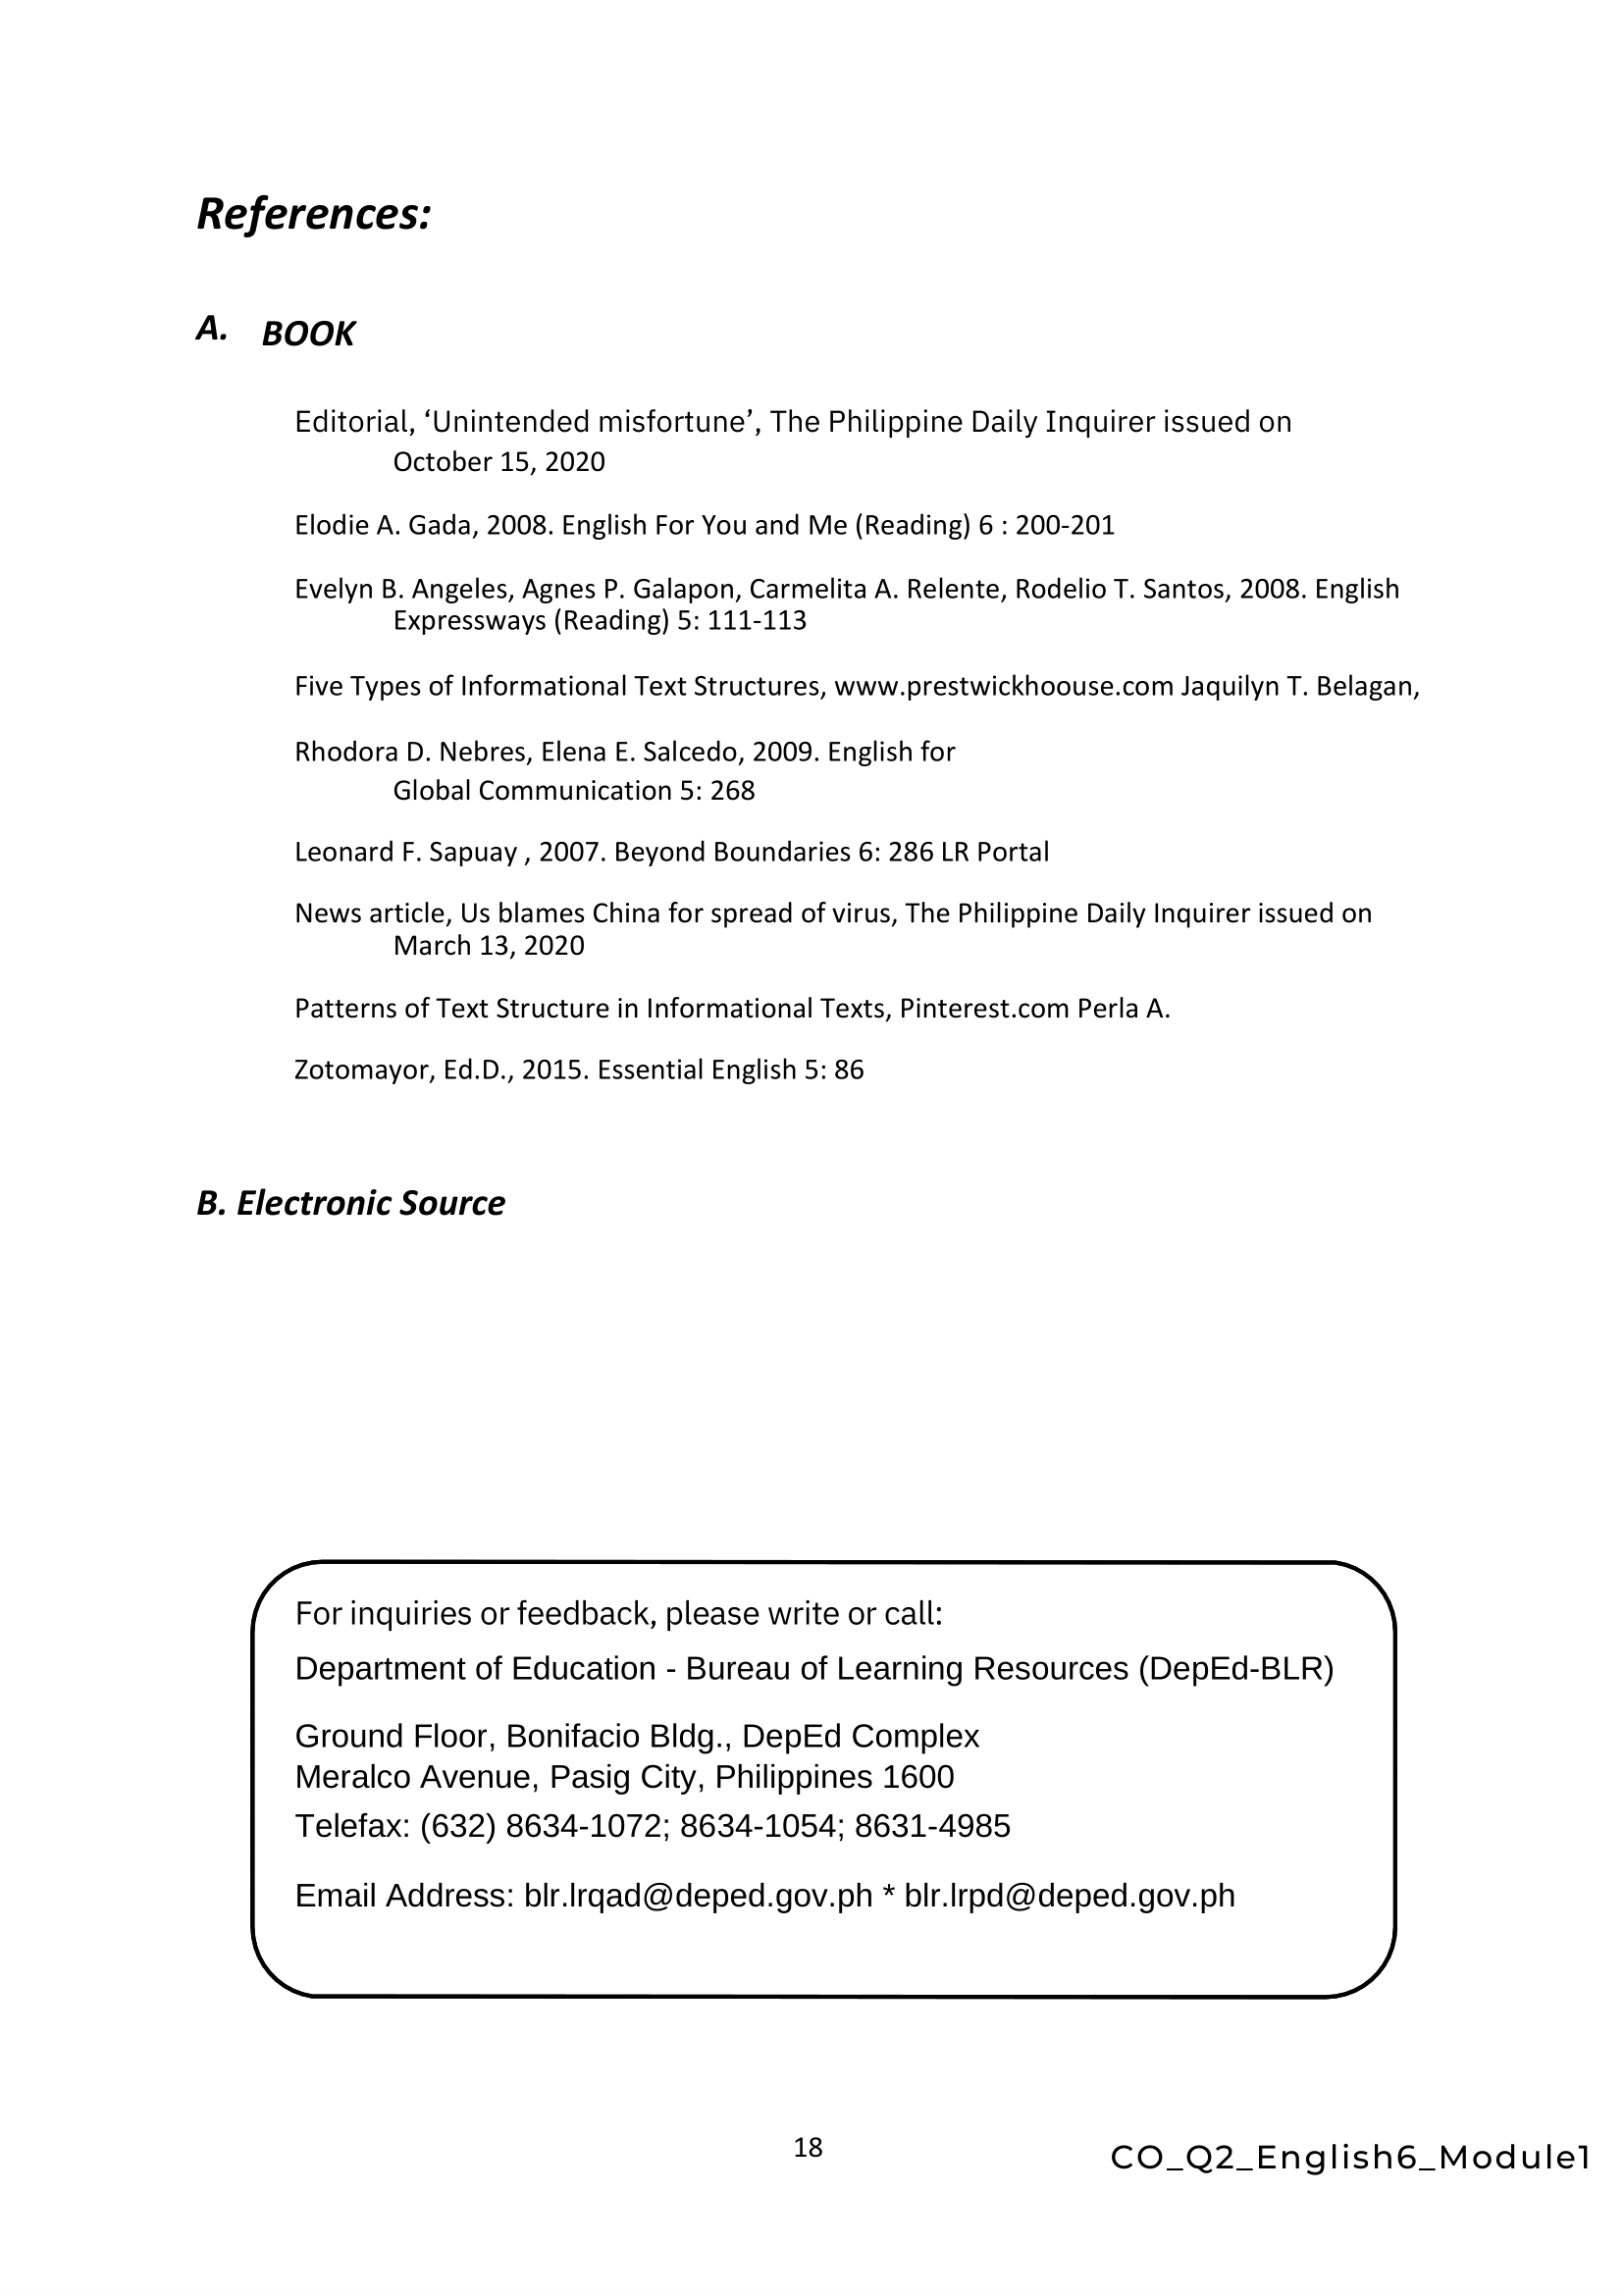 References:
A. BOOK
Editorial, ‘Unintended misfortune’, The Philippine Daily Inquirer issued on
October 15, 2020
Elodie A. Gada, 2008. English For You and Me (Reading) 6 : 200-201
Evelyn B. Angeles, Agnes P. Galapon, Carmelita A. Relente, Rodelio T. Santos, 2008. English
Expressways (Reading) 5: 111-113
Five Types of Informational Text Structures, www.prestwickhoouse.com Jaquilyn T. Belagan,
Rhodora D. Nebres, Elena E. Salcedo, 2009. English for
Global Communication 5: 268
Leonard F. Sapuay , 2007. Beyond Boundaries 6: 286 LR Portal
News article, Us blames China for spread of virus, The Philippine Daily Inquirer issued on
March 13, 2020
Patterns of Text Structure in Informational Texts, Pinterest.com Perla A.
Zotomayor, Ed.D., 2015. Essential English 5: 86
B. Electronic Source
For inquiries or feedback, please write or call:
Department of Education - Bureau of Learning Resources (DepEd-BLR)
Ground Floor, Bonifacio Bldg., DepEd Complex
Meralco Avenue, Pasig City, Philippines 1600
Telefax: (632) 8634-1072; 8634-1054; 8631-4985
Email Address: blr.lrqad@deped.gov.ph * blr.lrpd@deped.gov.ph
18
CO_Q2_English6_Module1